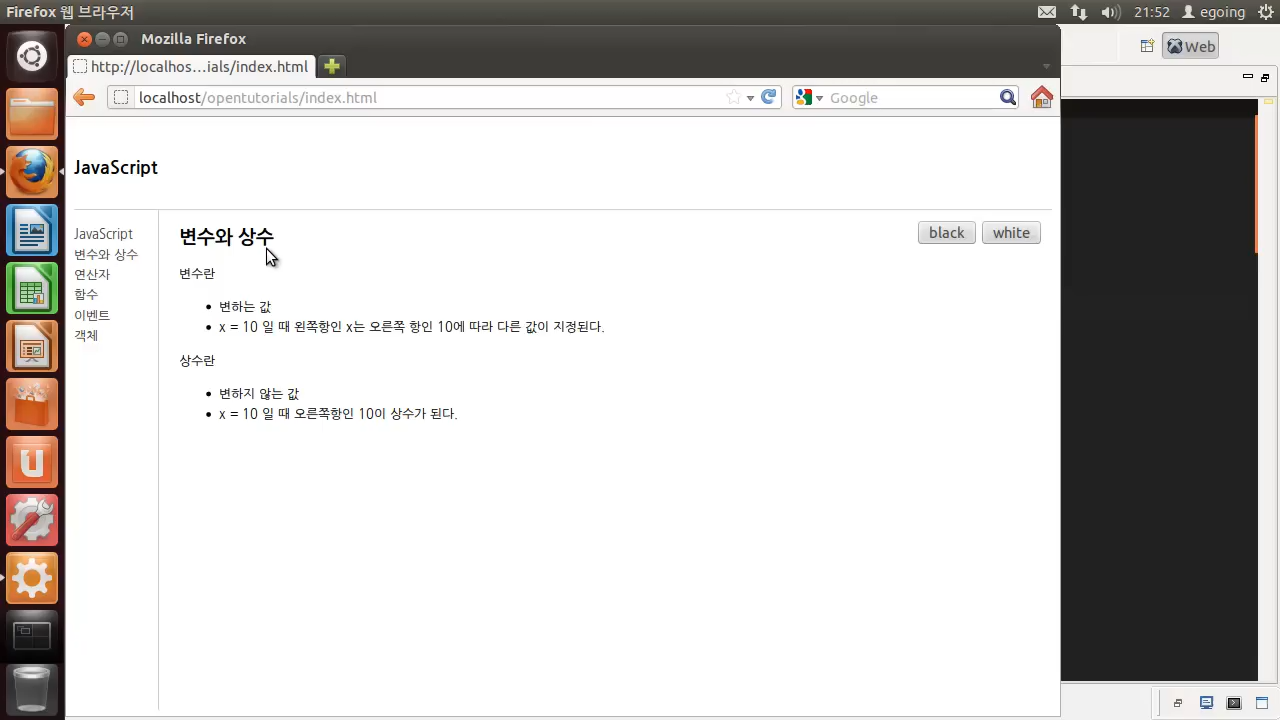 Firefox 웹 브라우저
21:52
egoing
Mozilla Firefox
Web
http://localhos...ials/index.html
localhost/opentutorials/index.html
Google
JavaScript
JavaScript
변수와 상수
연산자
함수
이벤트
객체
변수와 상수
black
white
변수란
변하는 값
x = 10 일 때 왼쪽항인 x는 오른쪽 항인 10에 따라 다른 값이 지정된다.
상수란
변하지 않는 값
x = 10 일 때 오른쪽항인 10이 상수가 된다.